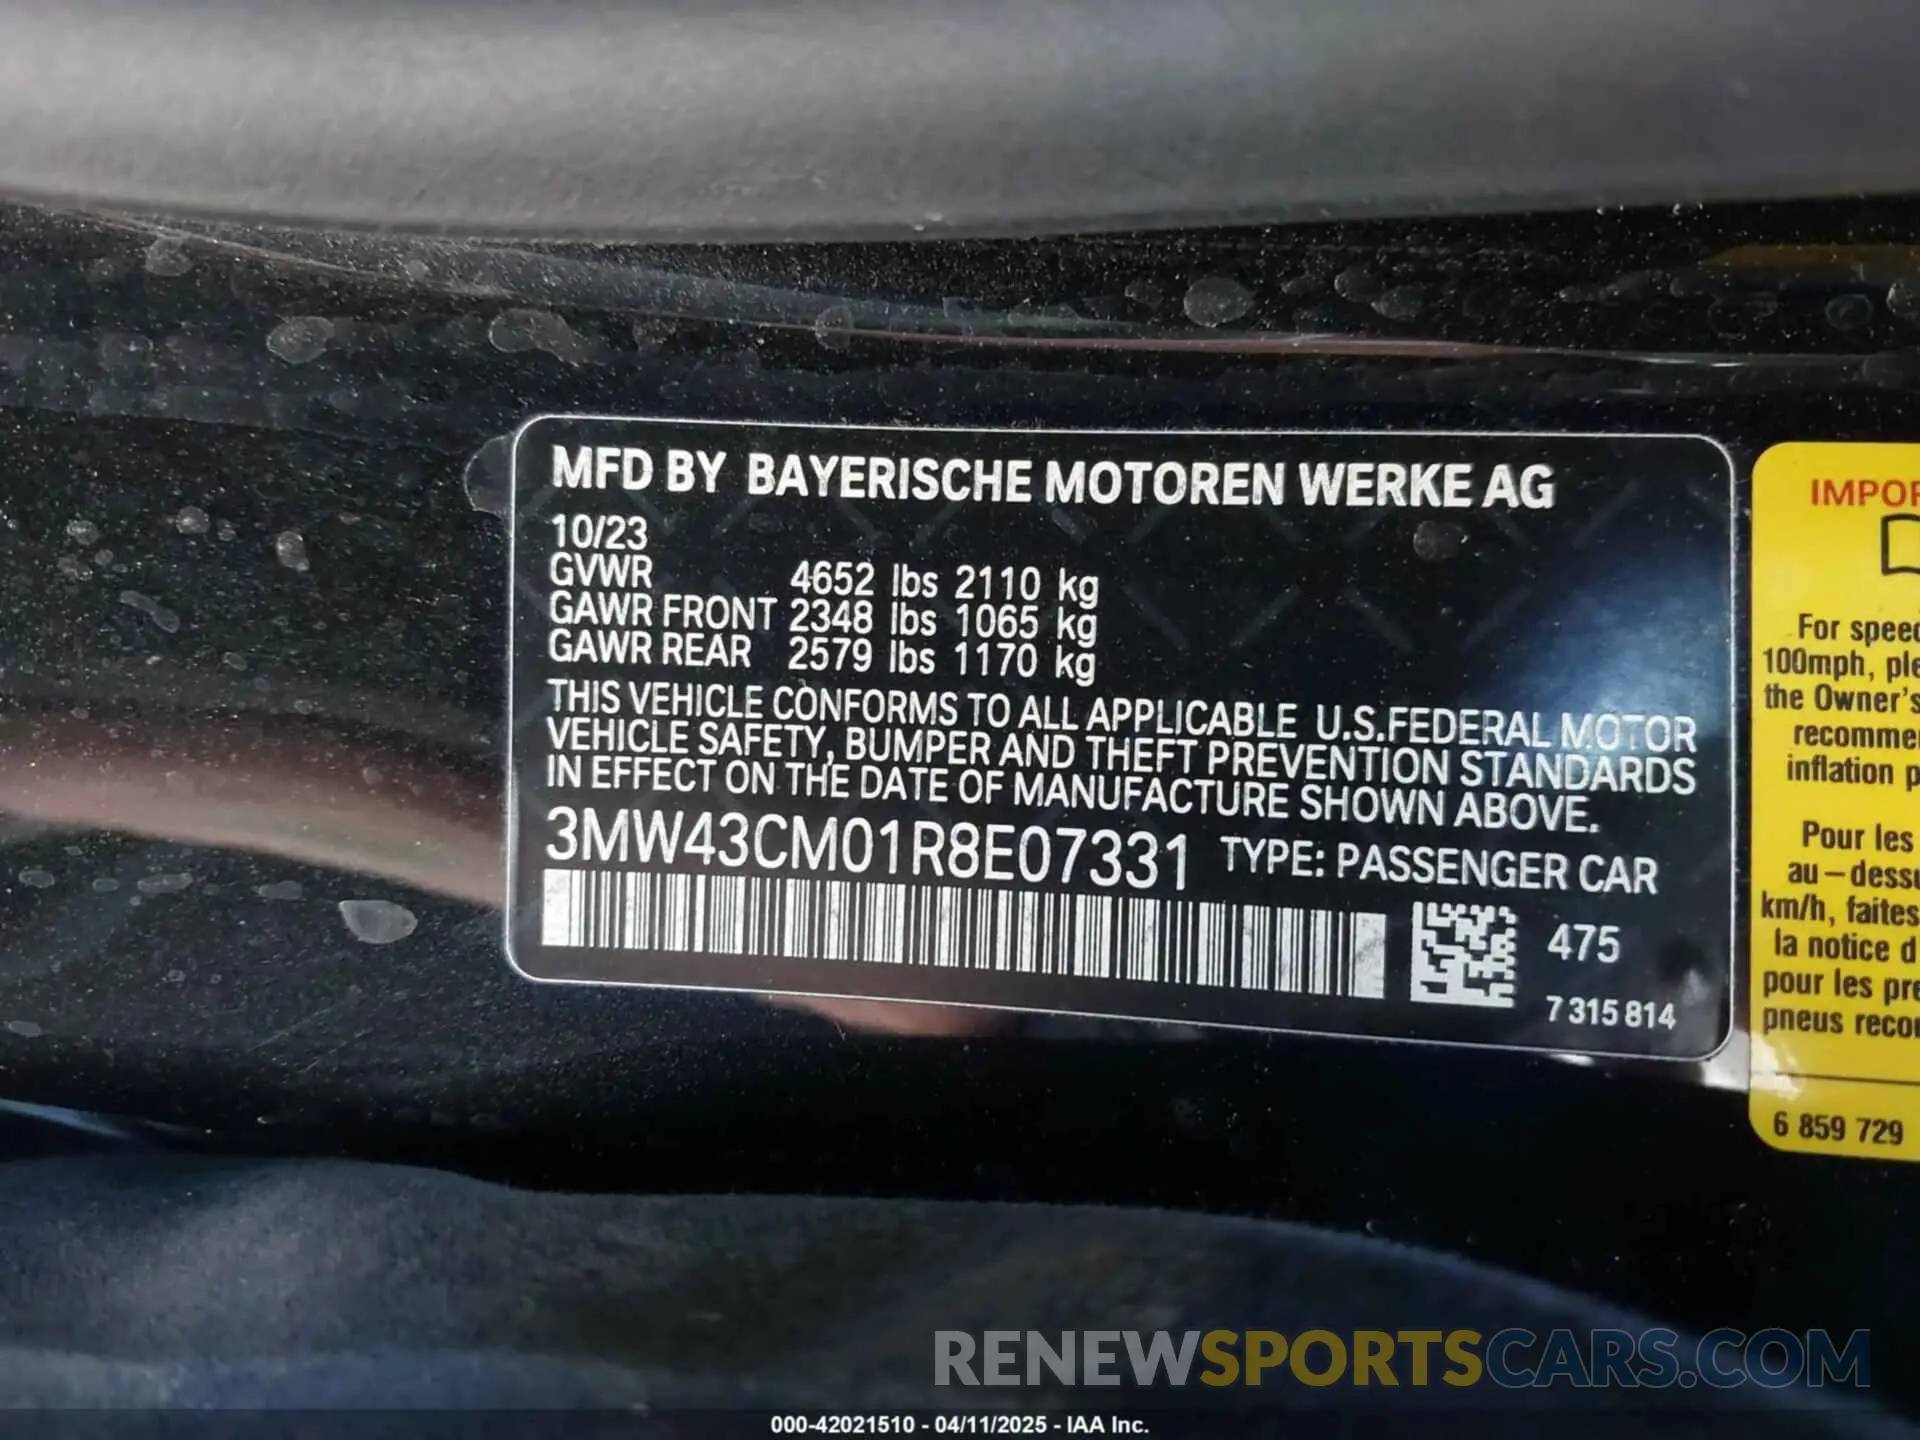 MFD BY BAYERISCHE MOTOREN WERKE AG
10/23
GVWR 4652 lbs 2110 kg
GAWR FRONT 2348 lbs 1065 kg
GAWR REAR 2579 lbs 1170 kg
THIS VEHICLE CONFORMS TO ALL APPLICABLE U.S.FEDERAL MOTOR
VEHICLE SAFETY, BUMPER AND THEFT PREVENTION STANDARDS
IN EFFECT ON THE DATE OF MANUFACTURE SHOWN ABOVE.
3MW43CM01R8E07331 TYPE: PASSENGER CAR
475
7 315 814
IMPOR
For speed
100mph, ple
the Owner's
recomme
inflation p
Pour les
au – dessu
km/h, faites
la notice d
pour les pre
pneus reco
6 859 729
RENEWSPORTSCARS.COM
000-42021510 - 04/11/2025 - IAA Inc.